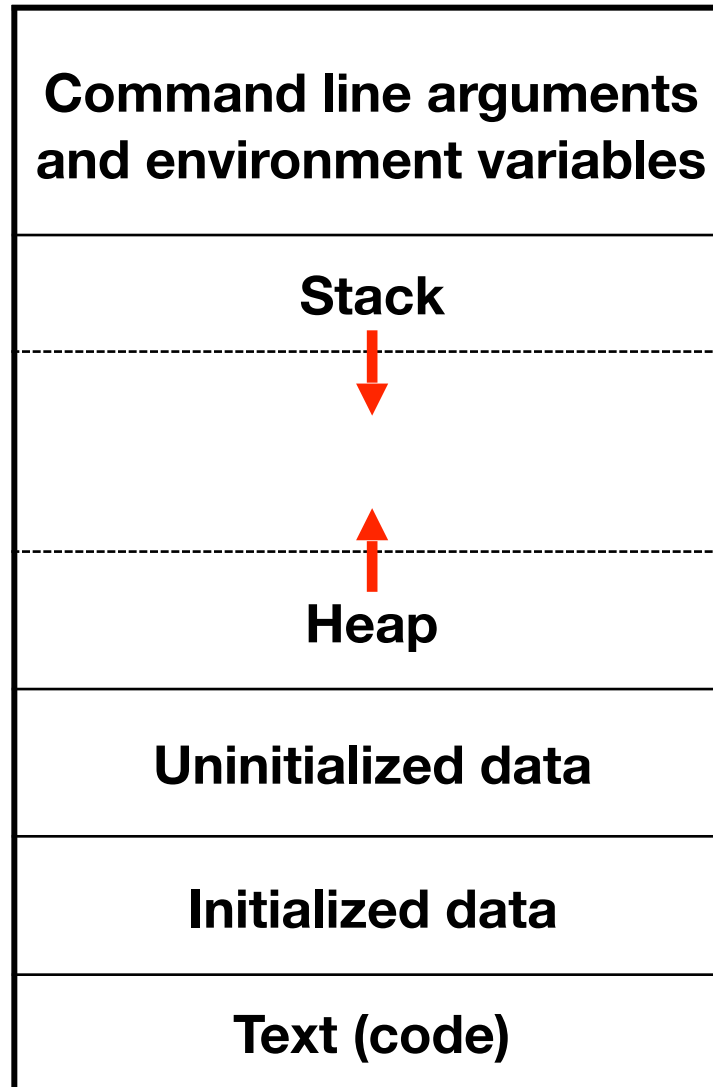 Command line arguments
and environment variables
Stack
Heap
Uninitialized data
Initialized data
Text (code)